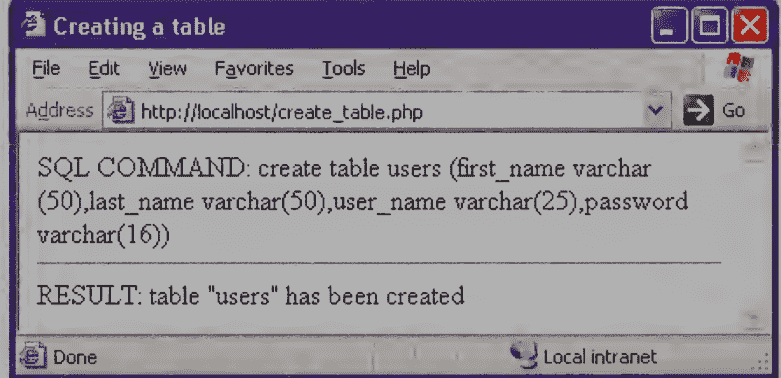 Creating a table
File Edit View Favorites Tools Help
Address http://localhost/create_table.php Go
SQL COMMAND: create table users (first_name varchar
(50),last_name varchar(50),user_name varchar(25),password
varchar(16))
RESULT: table "users" has been created
Done Local intranet